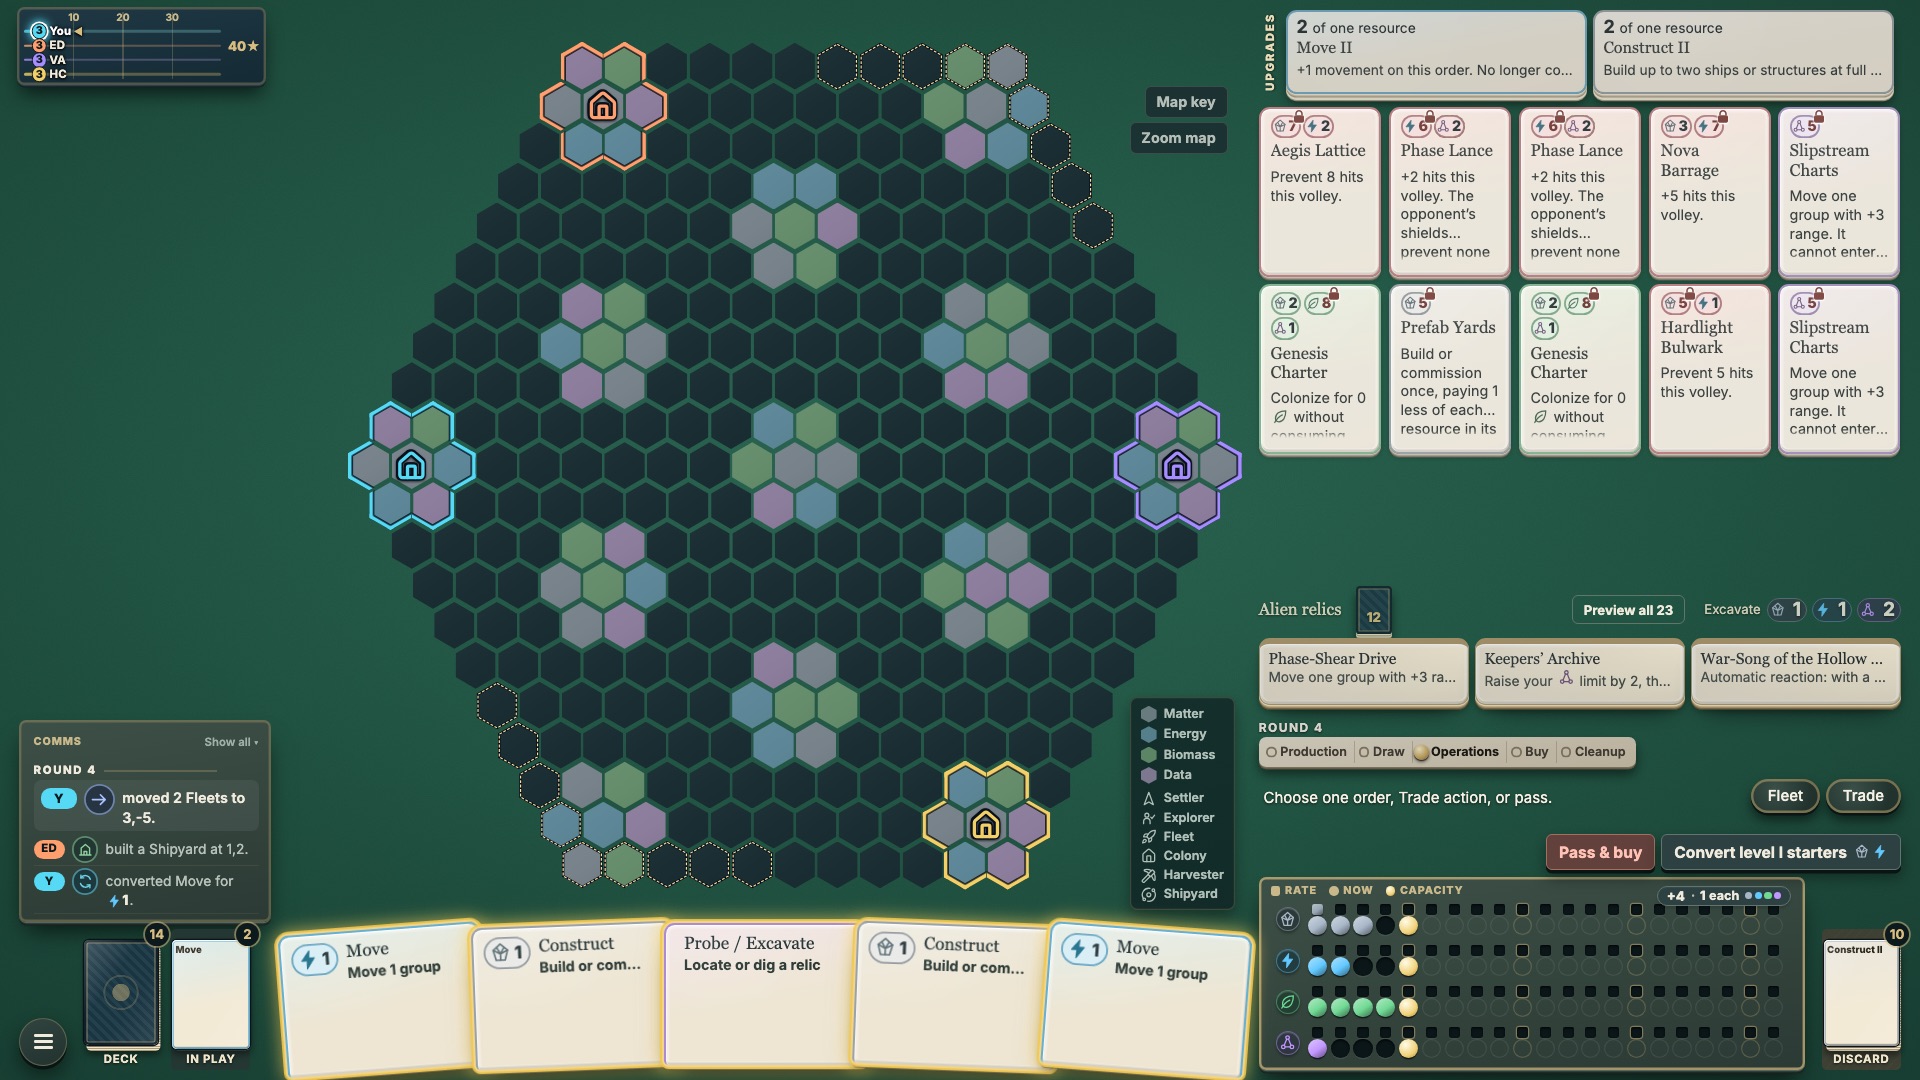 10 20 30
3 You
3 ED
3 VA
3 HC
40★
Map key
Zoom map
UPGRADES
2 of one resource
Move II
+1 movement on this order. No longer co...
2 of one resource
Construct II
Build up to two ships or structures at full ...
7 2
Aegis Lattice
Prevent 8 hits
this volley.
6 2
Phase Lance
+2 hits this
volley. The
opponent's
shields...
prevent none
6 2
Phase Lance
+2 hits this
volley. The
opponent's
shields...
prevent none
3 7
Nova
Barrage
+5 hits this
volley.
5
Slipstream
Charts
Move one
group with +3
range. It
cannot enter...
2 8
1
Genesis
Charter
Colonize for 0
without
consuming
5
Prefab Yards
Build or
commission
once, paying 1
less of each...
resource in its
2 8
1
Genesis
Charter
Colonize for 0
without
consuming
5 1
Hardlight
Bulwark
Prevent 5 hits
this volley.
5
Slipstream
Charts
Move one
group with +3
range. It
cannot enter...
Alien relics
12
Preview all 23
Excavate 1 1 2
Phase-Shear Drive
Move one group with +3 ra...
Keepers' Archive
Raise your limit by 2, th...
War-Song of the Hollow ...
Automatic reaction: with a ...
ROUND 4
Production Draw Operations Buy Cleanup
Choose one order, Trade action, or pass.
Fleet
Trade
Pass & buy
Convert level I starters
RATE NOW CAPACITY
+4 · 1 each
Matter
Energy
Biomass
Data
Settler
Explorer
Fleet
Colony
Harvester
Shipyard
COMMS
Show all
ROUND 4
Y moved 2 Fleets to
3,-5.
ED built a Shipyard at 1,2.
Y converted Move for
1.
14
DECK
2
Move
IN PLAY
1 Move
Move 1 group
1 Construct
Build or com...
Probe / Excavate
Locate or dig a relic
1 Construct
Build or com...
1 Move
Move 1 group
10
Construct II
DISCARD